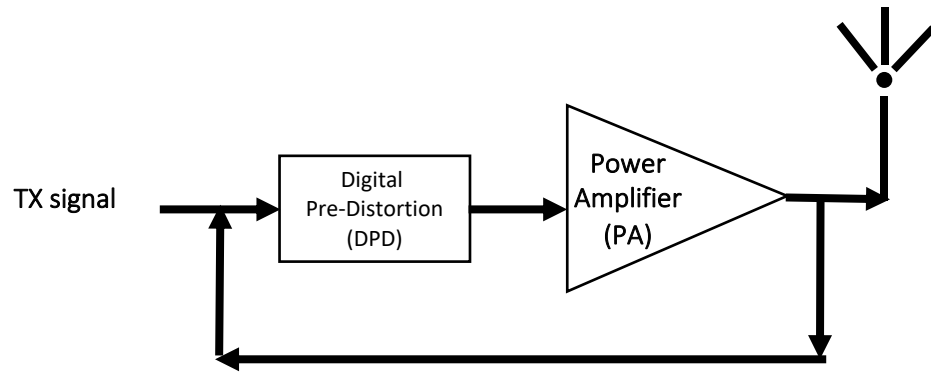 TX signal
Digital
Pre-Distortion
(DPD)
Power
Amplifier
(PA)